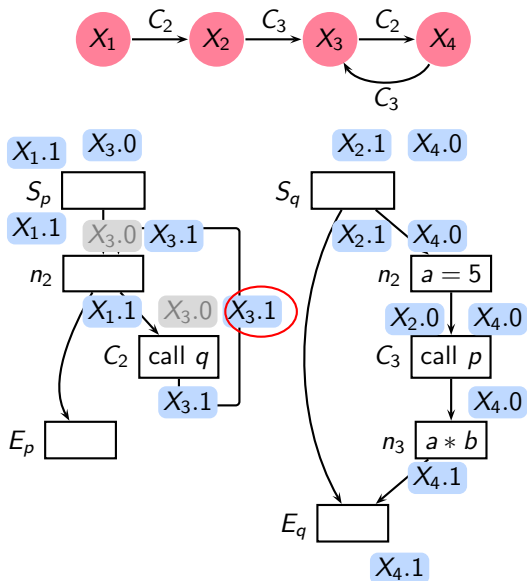 C₂ C₃ C₂
X₁ X₂ X₃ X₄
C₃
X₁.1 X₃.0 X₂.1 X₄.0
Sₚ S_q
X₁.1 X₃.0 X₃.1 X₂.1 X₄.0
n₂ n₂ a = 5
X₁.1 X₃.0 X₃.1 X₂.0 X₄.0
C₂ call q C₃ call p
X₃.1 X₄.0
Eₚ n₃ a ∗ b
X₄.1
E_q
X₄.1